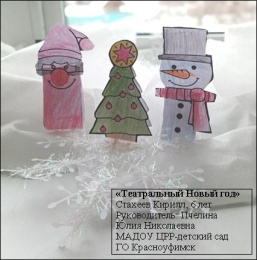 «Театральный Новый год»
Стахеев Кирилл, 6 лет
Руководитель: Пчелина
Юлия Николаевна
МАДОУ ЦРР-детский сад
ГО Красноуфимск